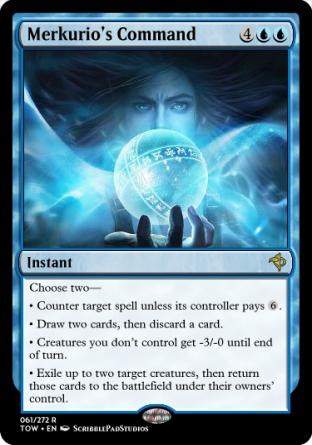 Merkurio's Command 4
Instant
Choose two—
• Counter target spell unless its controller pays 6.
• Draw two cards, then discard a card.
• Creatures you don't control get -3/-0 until end
of turn.
• Exile up to two target creatures, then return
those cards to the battlefield under their owners'
control.
061/272 R
TOW • EN ScribblePadStudios